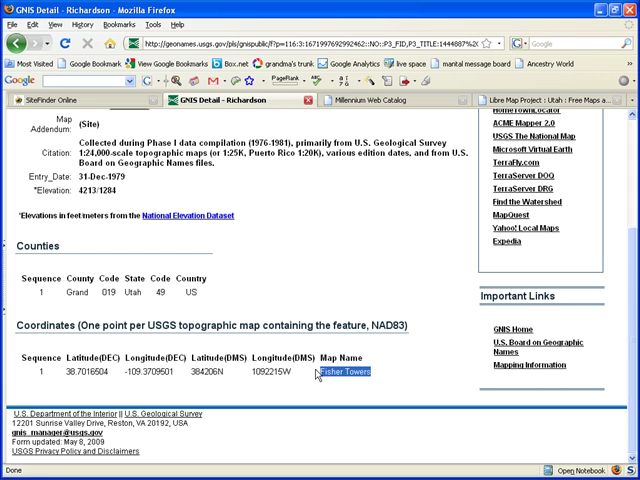 GNIS Detail - Richardson - Mozilla Firefox
File Edit View History Bookmarks Tools Help
http://geonames.usgs.gov/pls/gnispublic/f?p=116:3:1671997692992462::NO::P3_FID,P3_TITLE:1444887%
Most Visited Google Bookmark View Google Bookmarks Box.net grandma's trunk Google Analytics live space mantal message board Ancestry World
Google PageRank
SiteFinder Online GNIS Detail - Richardson Millennium Web Catalog Libre Map Project : Utah : Free Maps a...
Map
Addendum: (Site)
Citation: Collected during Phase I data compilation (1976-1981), primarily from U.S. Geological Survey
1:24,000-scale topographic maps (or 1:25K, Puerto Rico 1:20K), various edition dates, and from U.S.
Board on Geographic Names files.
Entry_Date: 31-Dec-1979
*Elevation: 4213/1284
*Elevations in feet/meters from the National Elevation Dataset
Counties
Sequence County Code State Code Country
1 Grand 019 Utah 49 US
Coordinates (One point per USGS topographic map containing the feature, NAD83)
Sequence Latitude(DEC) Longitude(DEC) Latitude(DMS) Longitude(DMS) Map Name
1 38.7016504 -109.3709501 384206N 1092215W Fisher Towers
HomeTownLocator
ACME Mapper 2.0
USGS The National Map
Microsoft Virtual Earth
TerraFly.com
TerraServer DOQ
TerraServer DRG
Find the Watershed
MapQuest
Yahoo! Local Maps
Expedia
Important Links
GNIS Home
U.S. Board on Geographic
Names
Mapping Information
U.S. Department of the Interior || U.S. Geological Survey
12201 Sunrise Valley Drive, Reston, VA 20192, USA
gnis_manager@usgs.gov
Form updated: May 8, 2009
USGS Privacy Policy and Disclaimers
Done Open Notebook